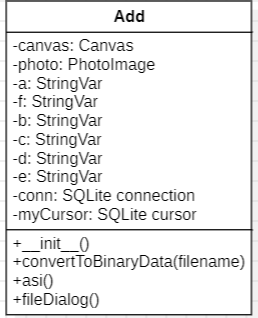 Add
-canvas: Canvas
-photo: PhotoImage
-a: StringVar
-f: StringVar
-b: StringVar
-c: StringVar
-d: StringVar
-e: StringVar
-conn: SQLite connection
-myCursor: SQLite cursor
+__init__()
+convertToBinaryData(filename)
+asi()
+fileDialog()